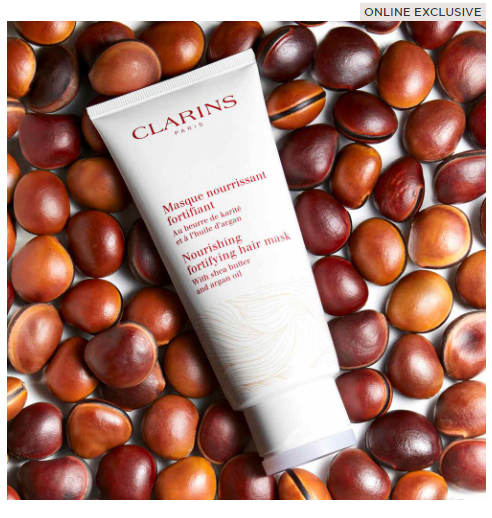 ONLINE EXCLUSIVE
CLARINS
PARIS
Masque nourrissant
fortifiant
Au beurre de karité
et à l'huile d'argan
Nourishing
fortifying hair mask
With shea butter
and argan oil